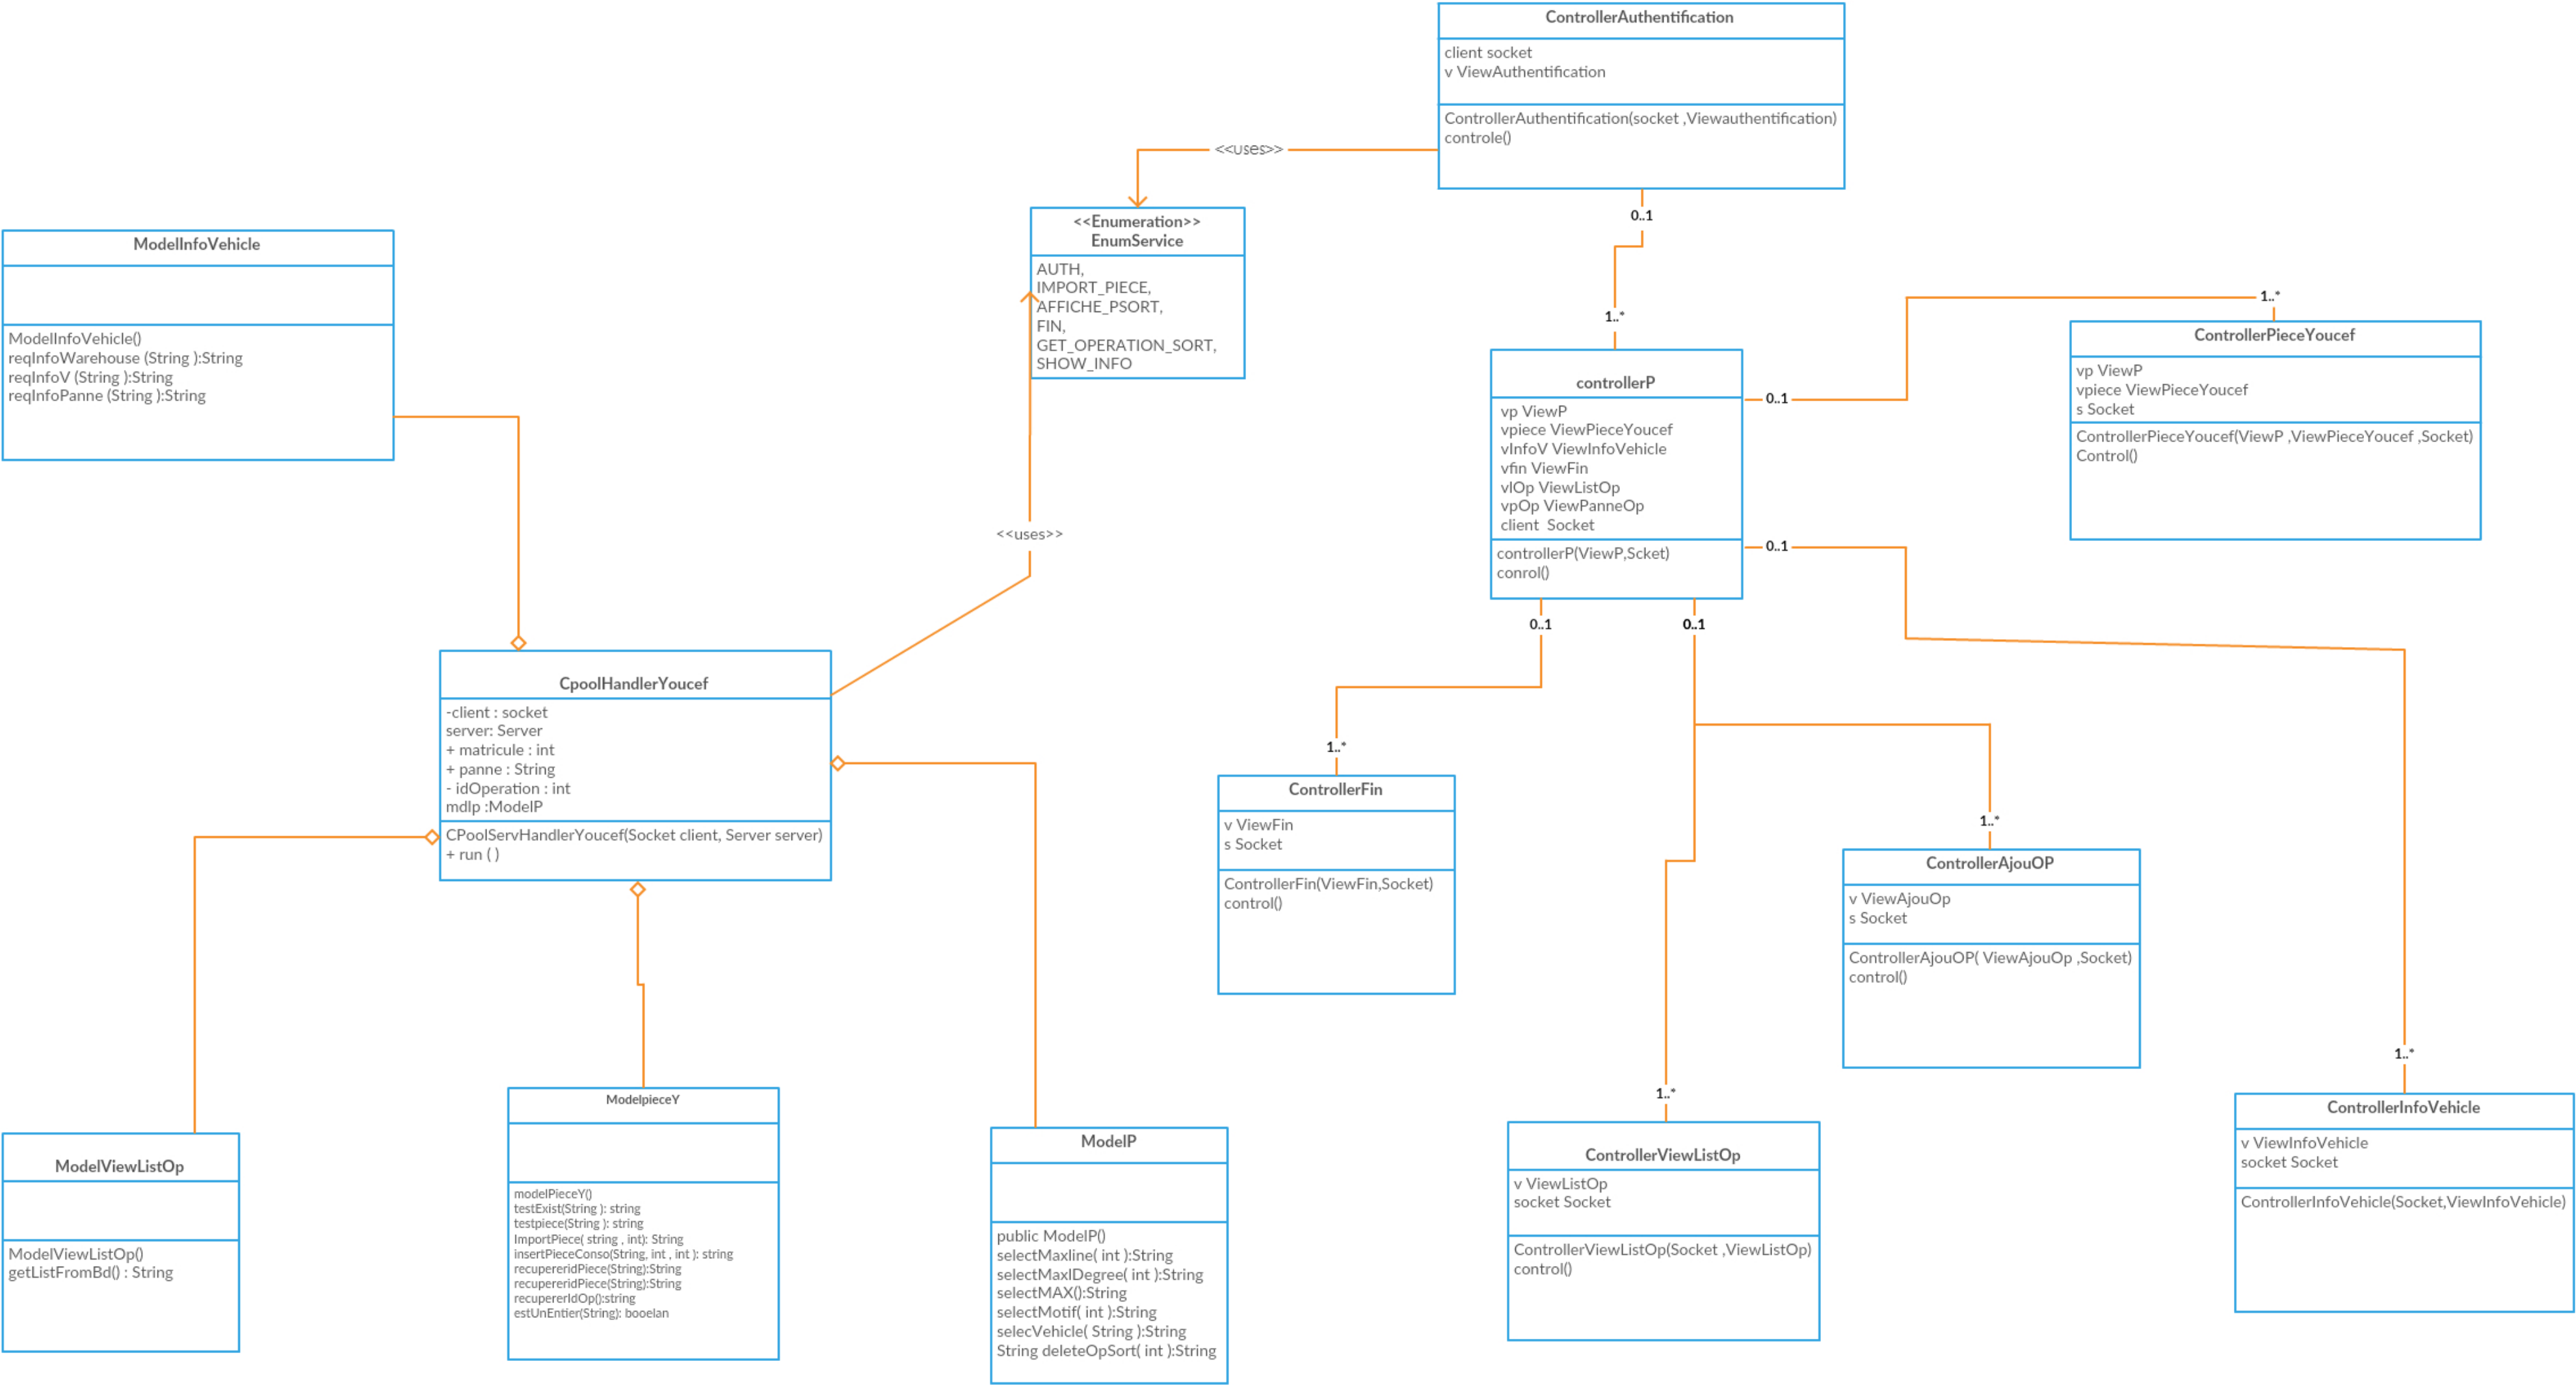 ControllerAuthentification
client socket
v ViewAuthentification
ControllerAuthentification(socket ,Viewauthentification)
controle()
<<uses>>
0..1
1..*
<<Enumeration>>
EnumService
AUTH,
IMPORT_PIECE,
AFFICHE_PSORT,
FIN,
GET_OPERATION_SORT,
SHOW_INFO
<<uses>>
ModelInfoVehicle
ModelInfoVehicle()
reqInfoWarehouse (String ):String
reqInfoV (String ):String
reqInfoPanne (String ):String
controllerP
vp ViewP
vpiece ViewPieceYoucef
vInfoV ViewInfoVehicle
vfin ViewFin
vlOp ViewListOp
vpOp ViewPanneOp
client  Socket
controllerP(ViewP,Scket)
conrol()
0..1
1..*
ControllerPieceYoucef
vp ViewP
vpiece ViewPieceYoucef
s Socket
ControllerPieceYoucef(ViewP ,ViewPieceYoucef ,Socket)
Control()
0..1
0..1
0..1
CpoolHandlerYoucef
-client : socket
server: Server
+ matricule : int
+ panne : String
- idOperation : int
mdlp :ModelP
CPoolServHandlerYoucef(Socket client, Server server)
+ run ( )
1..*
ControllerFin
v ViewFin
s Socket
ControllerFin(ViewFin,Socket)
control()
1..*
ControllerAjouOP
v ViewAjouOp
s Socket
ControllerAjouOP( ViewAjouOp ,Socket)
control()
ModelViewListOp
ModelViewListOp()
getListFromBd() : String
ModelpieceY
modelPieceY()
testExist(String ): string
testpiece(String ): string
ImportPiece( string , int): String
insertPieceConso(String, int , int ): string
recupereridPiece(String):String
recupereridPiece(String):String
recupererIdOp():string
estUnEntier(String): booelan
ModelP
public ModelP()
selectMaxline( int ):String
selectMaxIDegree( int ):String
selectMAX():String
selectMotif( int ):String
selecVehicle( String ):String
String deleteOpSort( int ):String
1..*
ControllerViewListOp
v ViewListOp
socket Socket
ControllerViewListOp(Socket ,ViewListOp)
control()
1..*
ControllerInfoVehicle
v ViewInfoVehicle
socket Socket
ControllerInfoVehicle(Socket,ViewInfoVehicle)